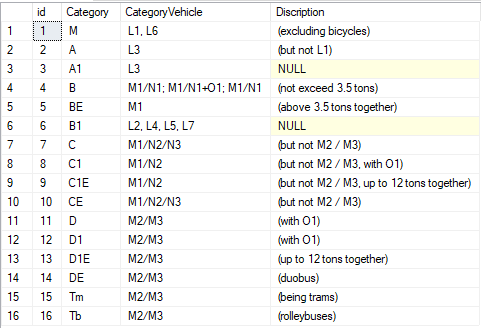 id Category CategoryVehicle Discription
1 1 M L1, L6 (excluding bicycles)
2 2 A L3 (but not L1)
3 3 A1 L3 NULL
4 4 B M1/N1; M1/N1+O1; M1/N1 (not exceed 3.5 tons)
5 5 BE M1 (above 3.5 tons together)
6 6 B1 L2, L4, L5, L7 NULL
7 7 C M1/N2/N3 (but not M2 / M3)
8 8 C1 M1/N2 (but not M2 / M3, with O1)
9 9 C1E M1/N2 (but not M2 / M3, up to 12 tons together)
10 10 CE M1/N2/N3 (but not M2 / M3)
11 11 D M2/M3 (with O1)
12 12 D1 M2/M3 (with O1)
13 13 D1E M2/M3 (up to 12 tons together)
14 14 DE M2/M3 (duobus)
15 15 Tm M2/M3 (being trams)
16 16 Tb M2/M3 (rolleybuses)